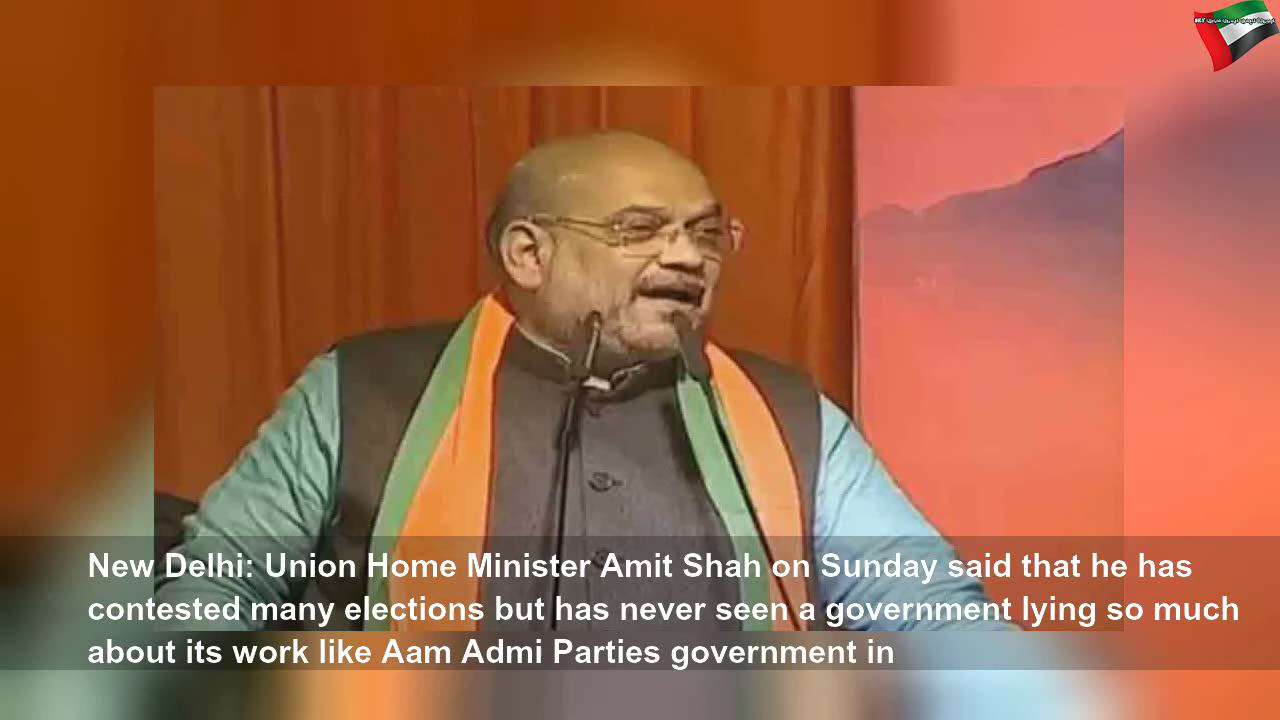 New Delhi: Union Home Minister Amit Shah on Sunday said that he has
contested many elections but has never seen a government lying so much
about its work like Aam Admi Parties government in